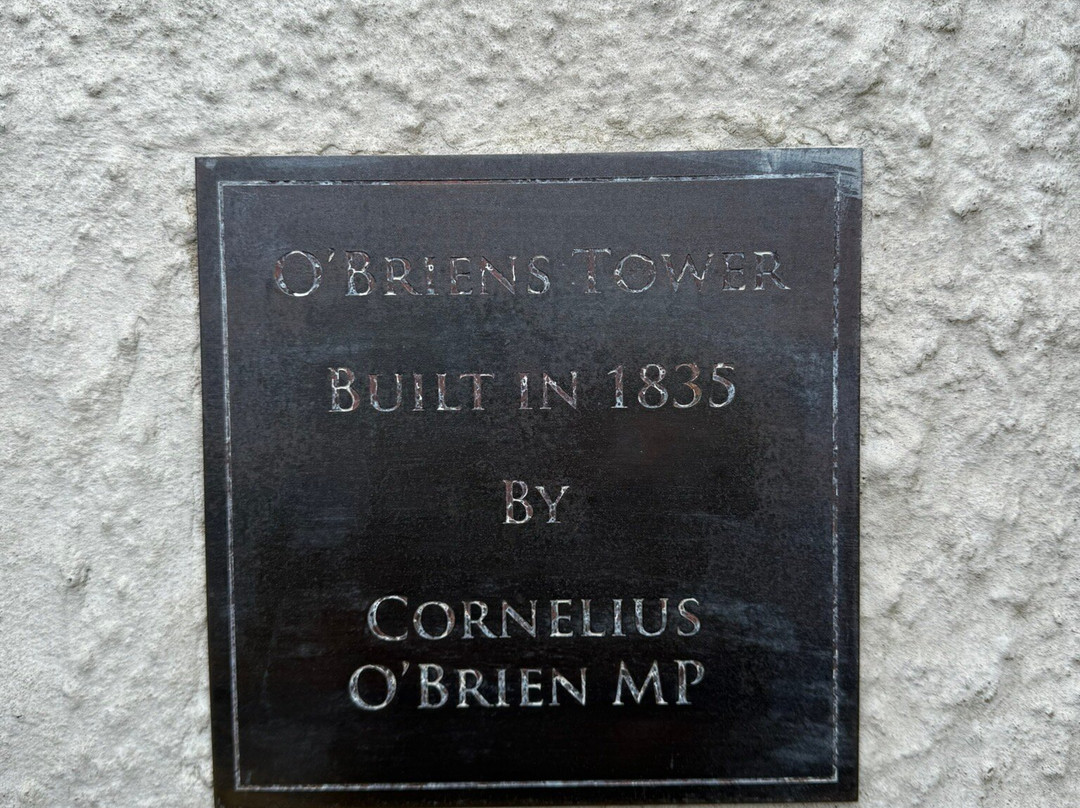 O'Briens Tower
Built in 1835
By
Cornelius
O'Brien MP